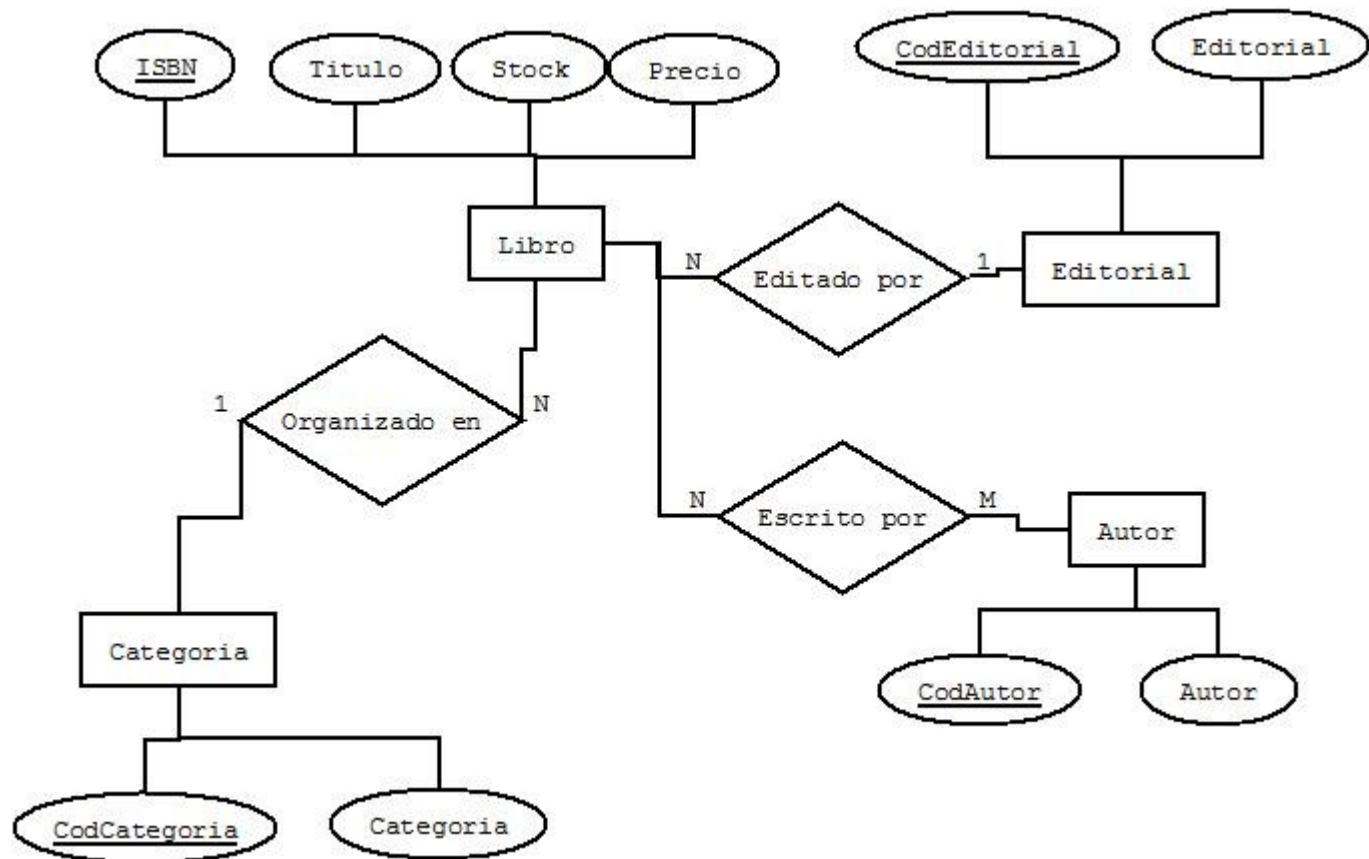 ISBN
Titulo
Stock
Precio
CodEditorial
Editorial
Libro
N
Editado por
1
Editorial
1
Organizado en
N
N
Escrito por
M
Autor
Categoria
CodAutor
Autor
CodCategoria
Categoria